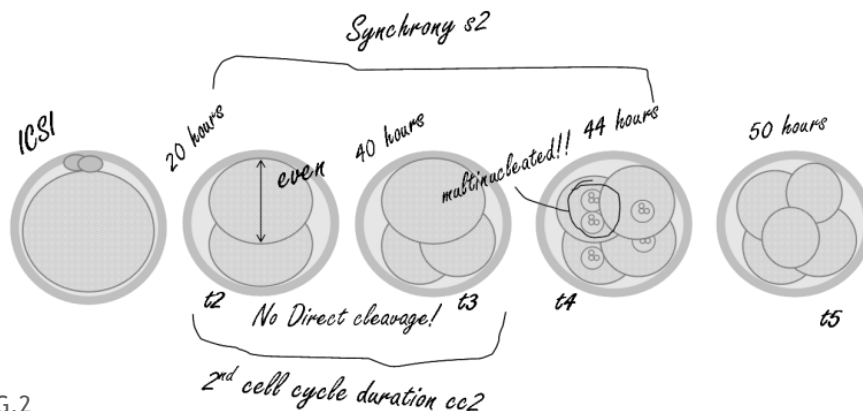 Synchrony s2
ICSI
20 hours
40 hours
44 hours
50 hours
even
multinucleated!!
t2
t3
t4
t5
No Direct cleavage!
2nd cell cycle duration cc2
G.2